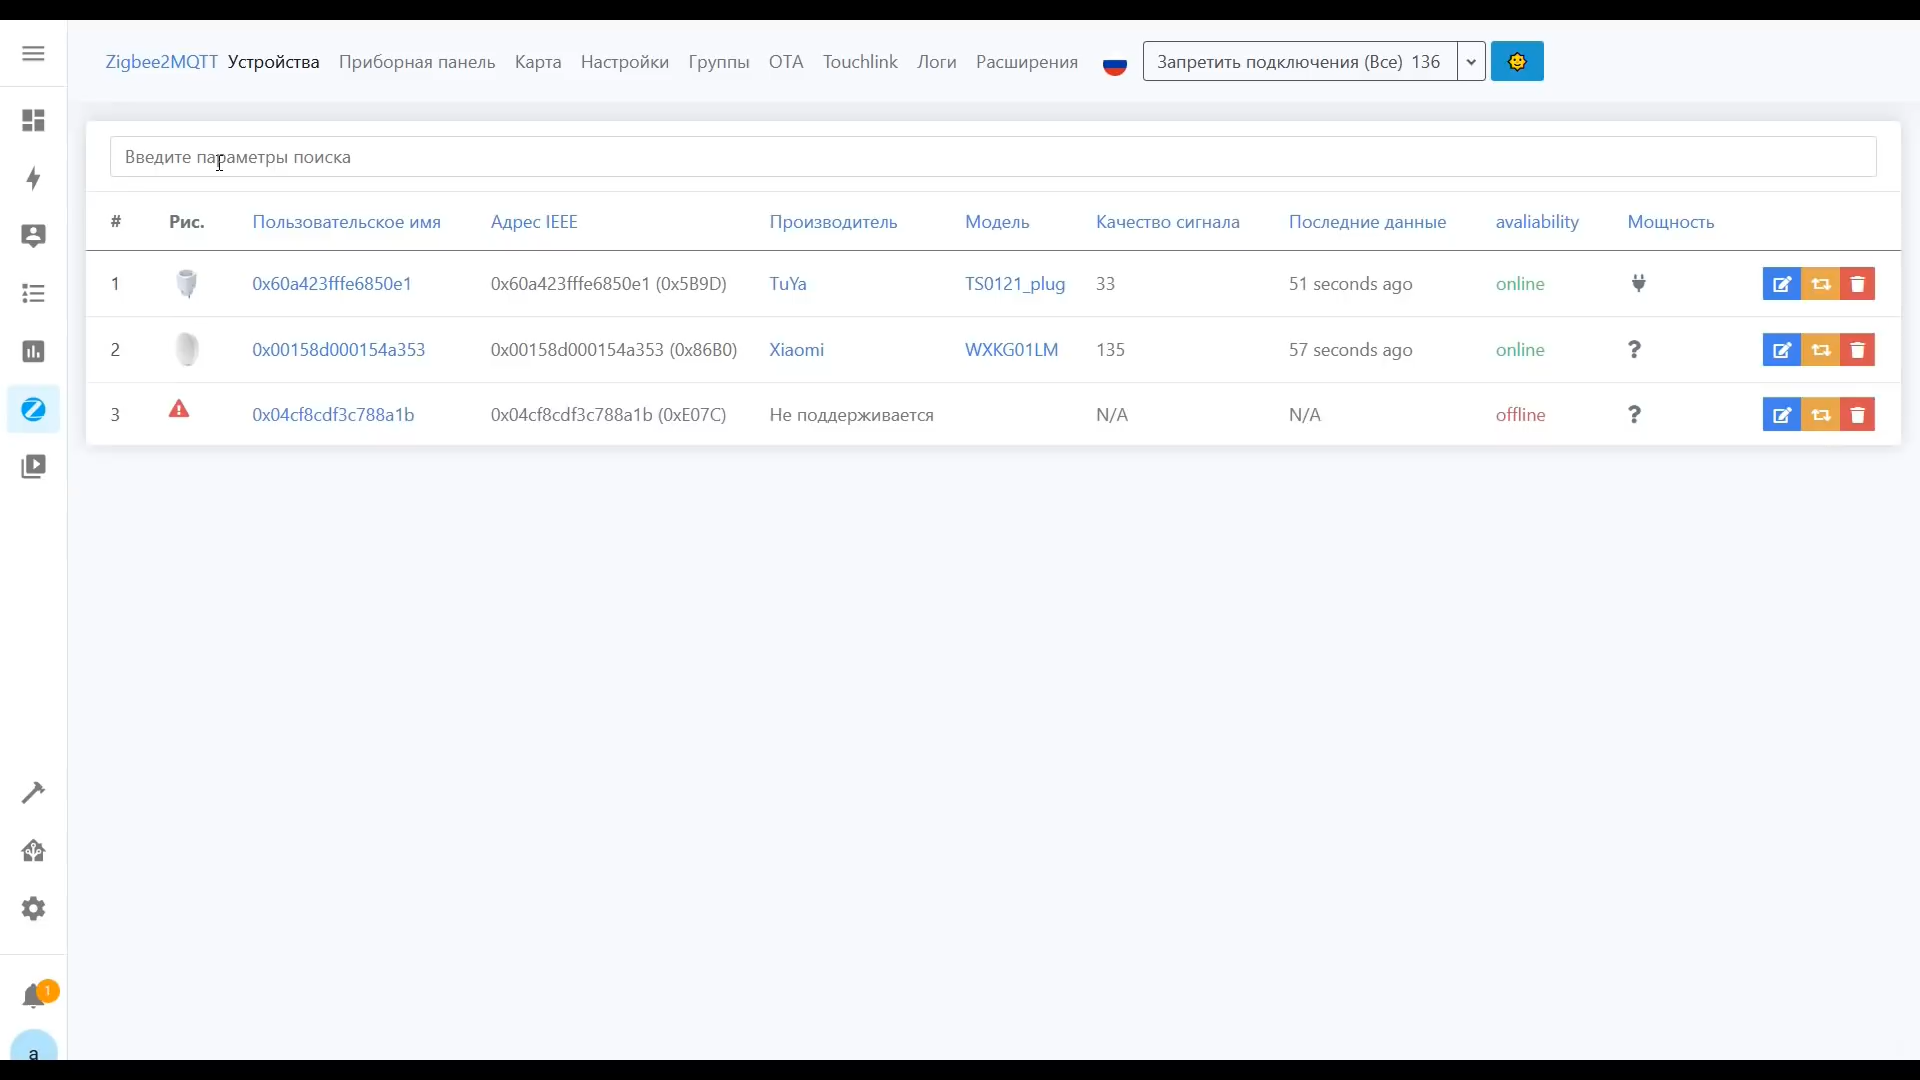 Zigbee2MQTT Устройства Приборная панель Карта Настройки Группы OTA Touchlink Логи Расширения Запретить подключения (Все) 136
Введите параметры поиска
# Рис. Пользовательское имя Адрес IEEE Производитель Модель Качество сигнала Последние данные avaliability Мощность
1 0x60a423fffe6850e1 0x60a423fffe6850e1 (0x5B9D) TuYa TS0121_plug 33 51 seconds ago online
2 0x00158d000154a353 0x00158d000154a353 (0x86B0) Xiaomi WXKG01LM 135 57 seconds ago online ?
3 0x04cf8cdf3c788a1b 0x04cf8cdf3c788a1b (0xE07C) Не поддерживается N/A N/A offline ?
1
a